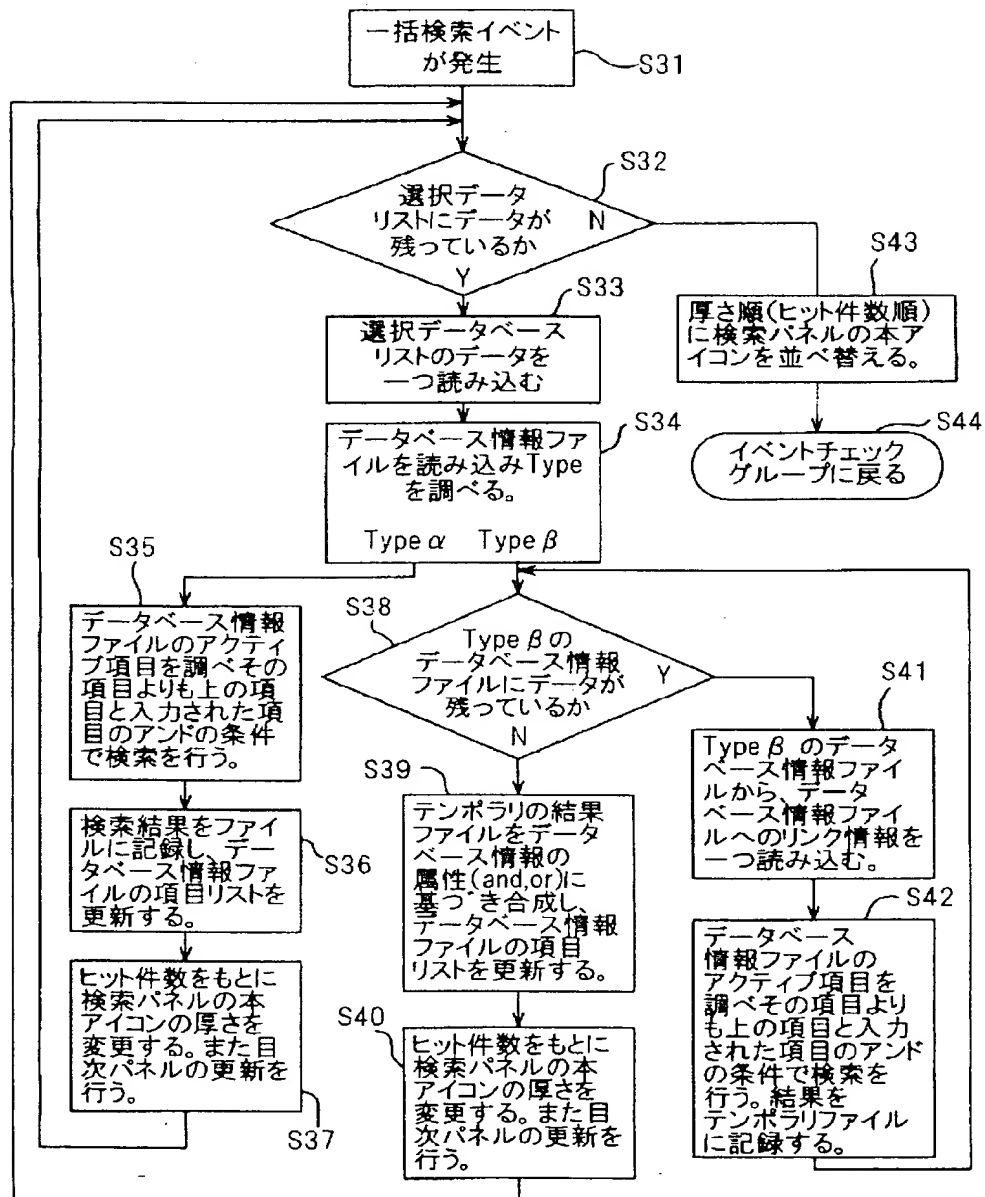 一括検索イベント
が発生
S31
S32
選択データ
リストにデータが
残っているか
N
Y
S33
選択データベース
リストのデータを
一つ読み込む
S43
厚さ順(ヒット件数順)
に検索パネルの本ア
イコンを並べ替える。
S44
イベントチェック
グループに戻る
S34
データベース情報ファ
イルを読み込みType
を調べる。
Type α Type β
S35
データベース情報
ファイルのアクティ
ブ項目を調べその
項目よりも上の項
目と入力された項
目のアンドの条件
で検索を行う。
S36
検索結果をファイ
ルに記録し、デー
タベース情報ファ
イルの項目リストを
更新する。
ヒット件数をもとに
検索パネルの本
アイコンの厚さを
変更する。また目
次パネルの更新を
行う。
S37
S38
Type β の
データベース情報
ファイルにデータが
残っているか
Y
N
S39
テンポラリの結果
ファイルをデータ
ベース情報の
属性(and,or)に
基づき合成し、
データベース情報
ファイルの項目
リストを更新する。
S40
ヒット件数をもとに
検索パネルの本
アイコンの厚さを
変更する。また目
次パネルの更新を
行う。
S41
Type β のデータ
ベース情報ファイ
ルから、データ
ベース情報ファイ
ルへのリンク情報を
一つ読み込む。
S42
データベース
情報ファイルの
アクティブ項目を
調べその項目より
も上の項目と入力
された項目のアンド
の条件で検索を
行う。結果を
テンポラリファイル
に記録する。